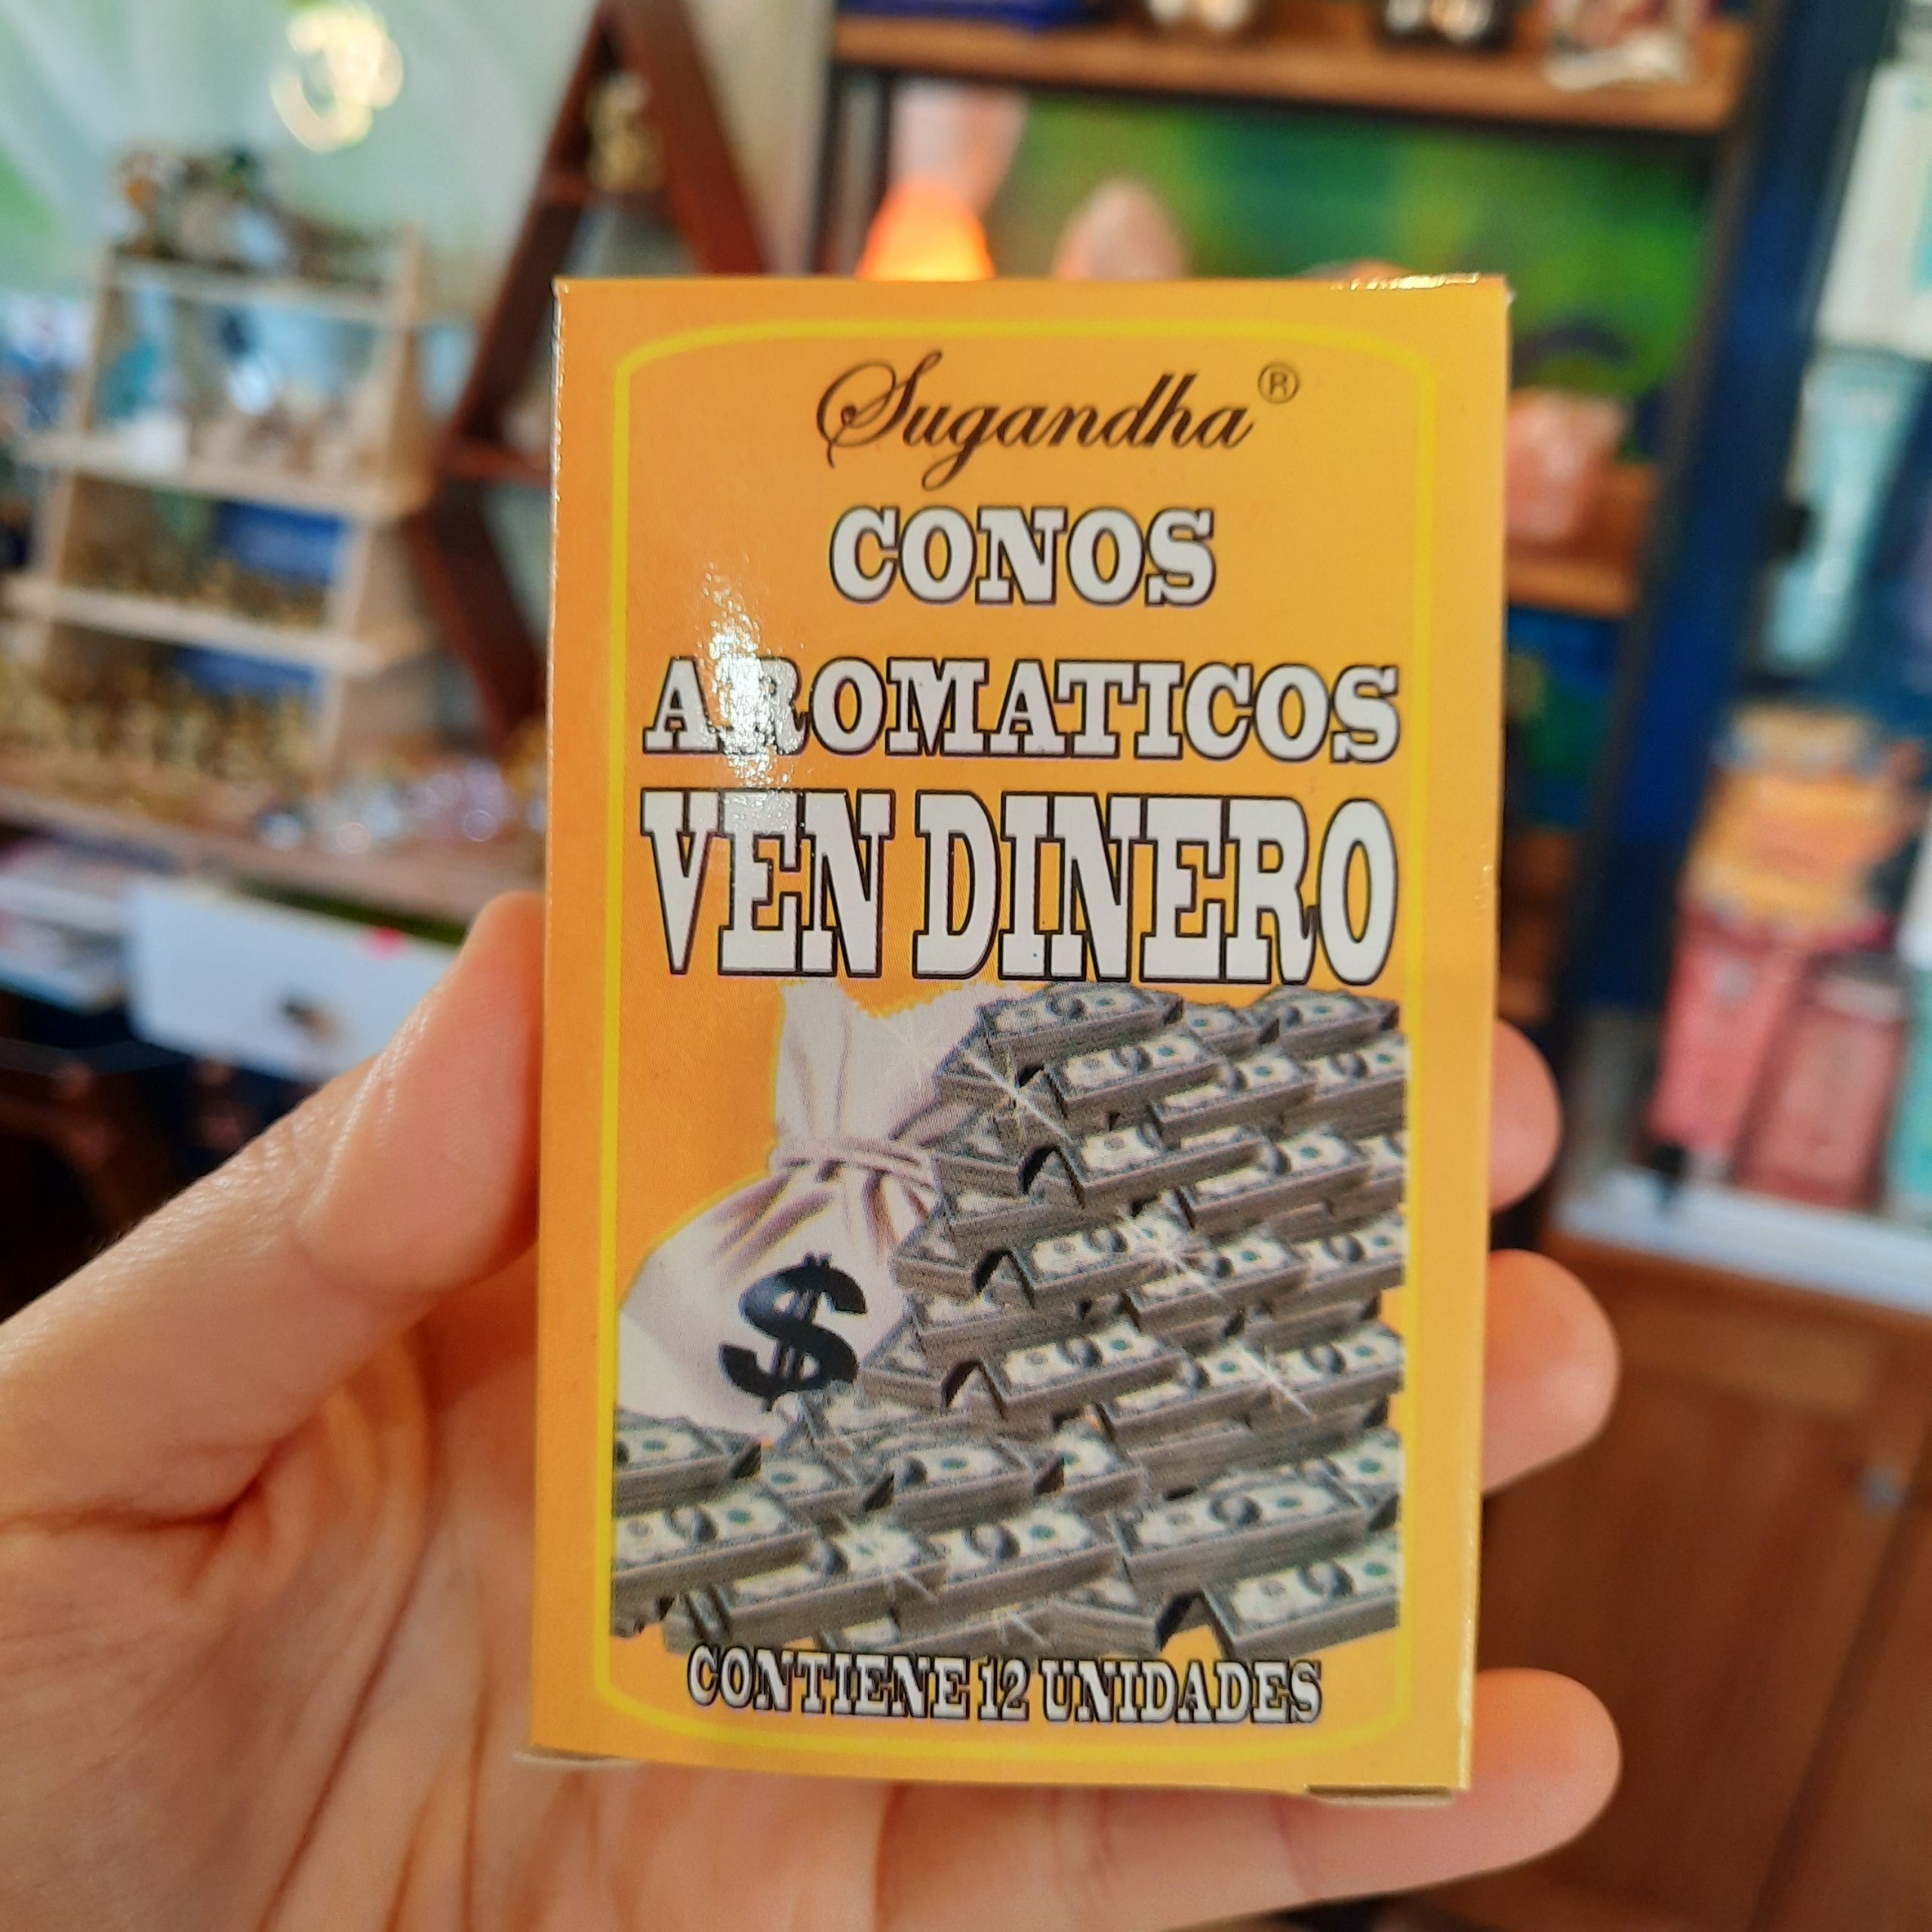 Sugandha®
CONOS
AROMATICOS
VEN DINERO
$
CONTIENE 12 UNIDADES